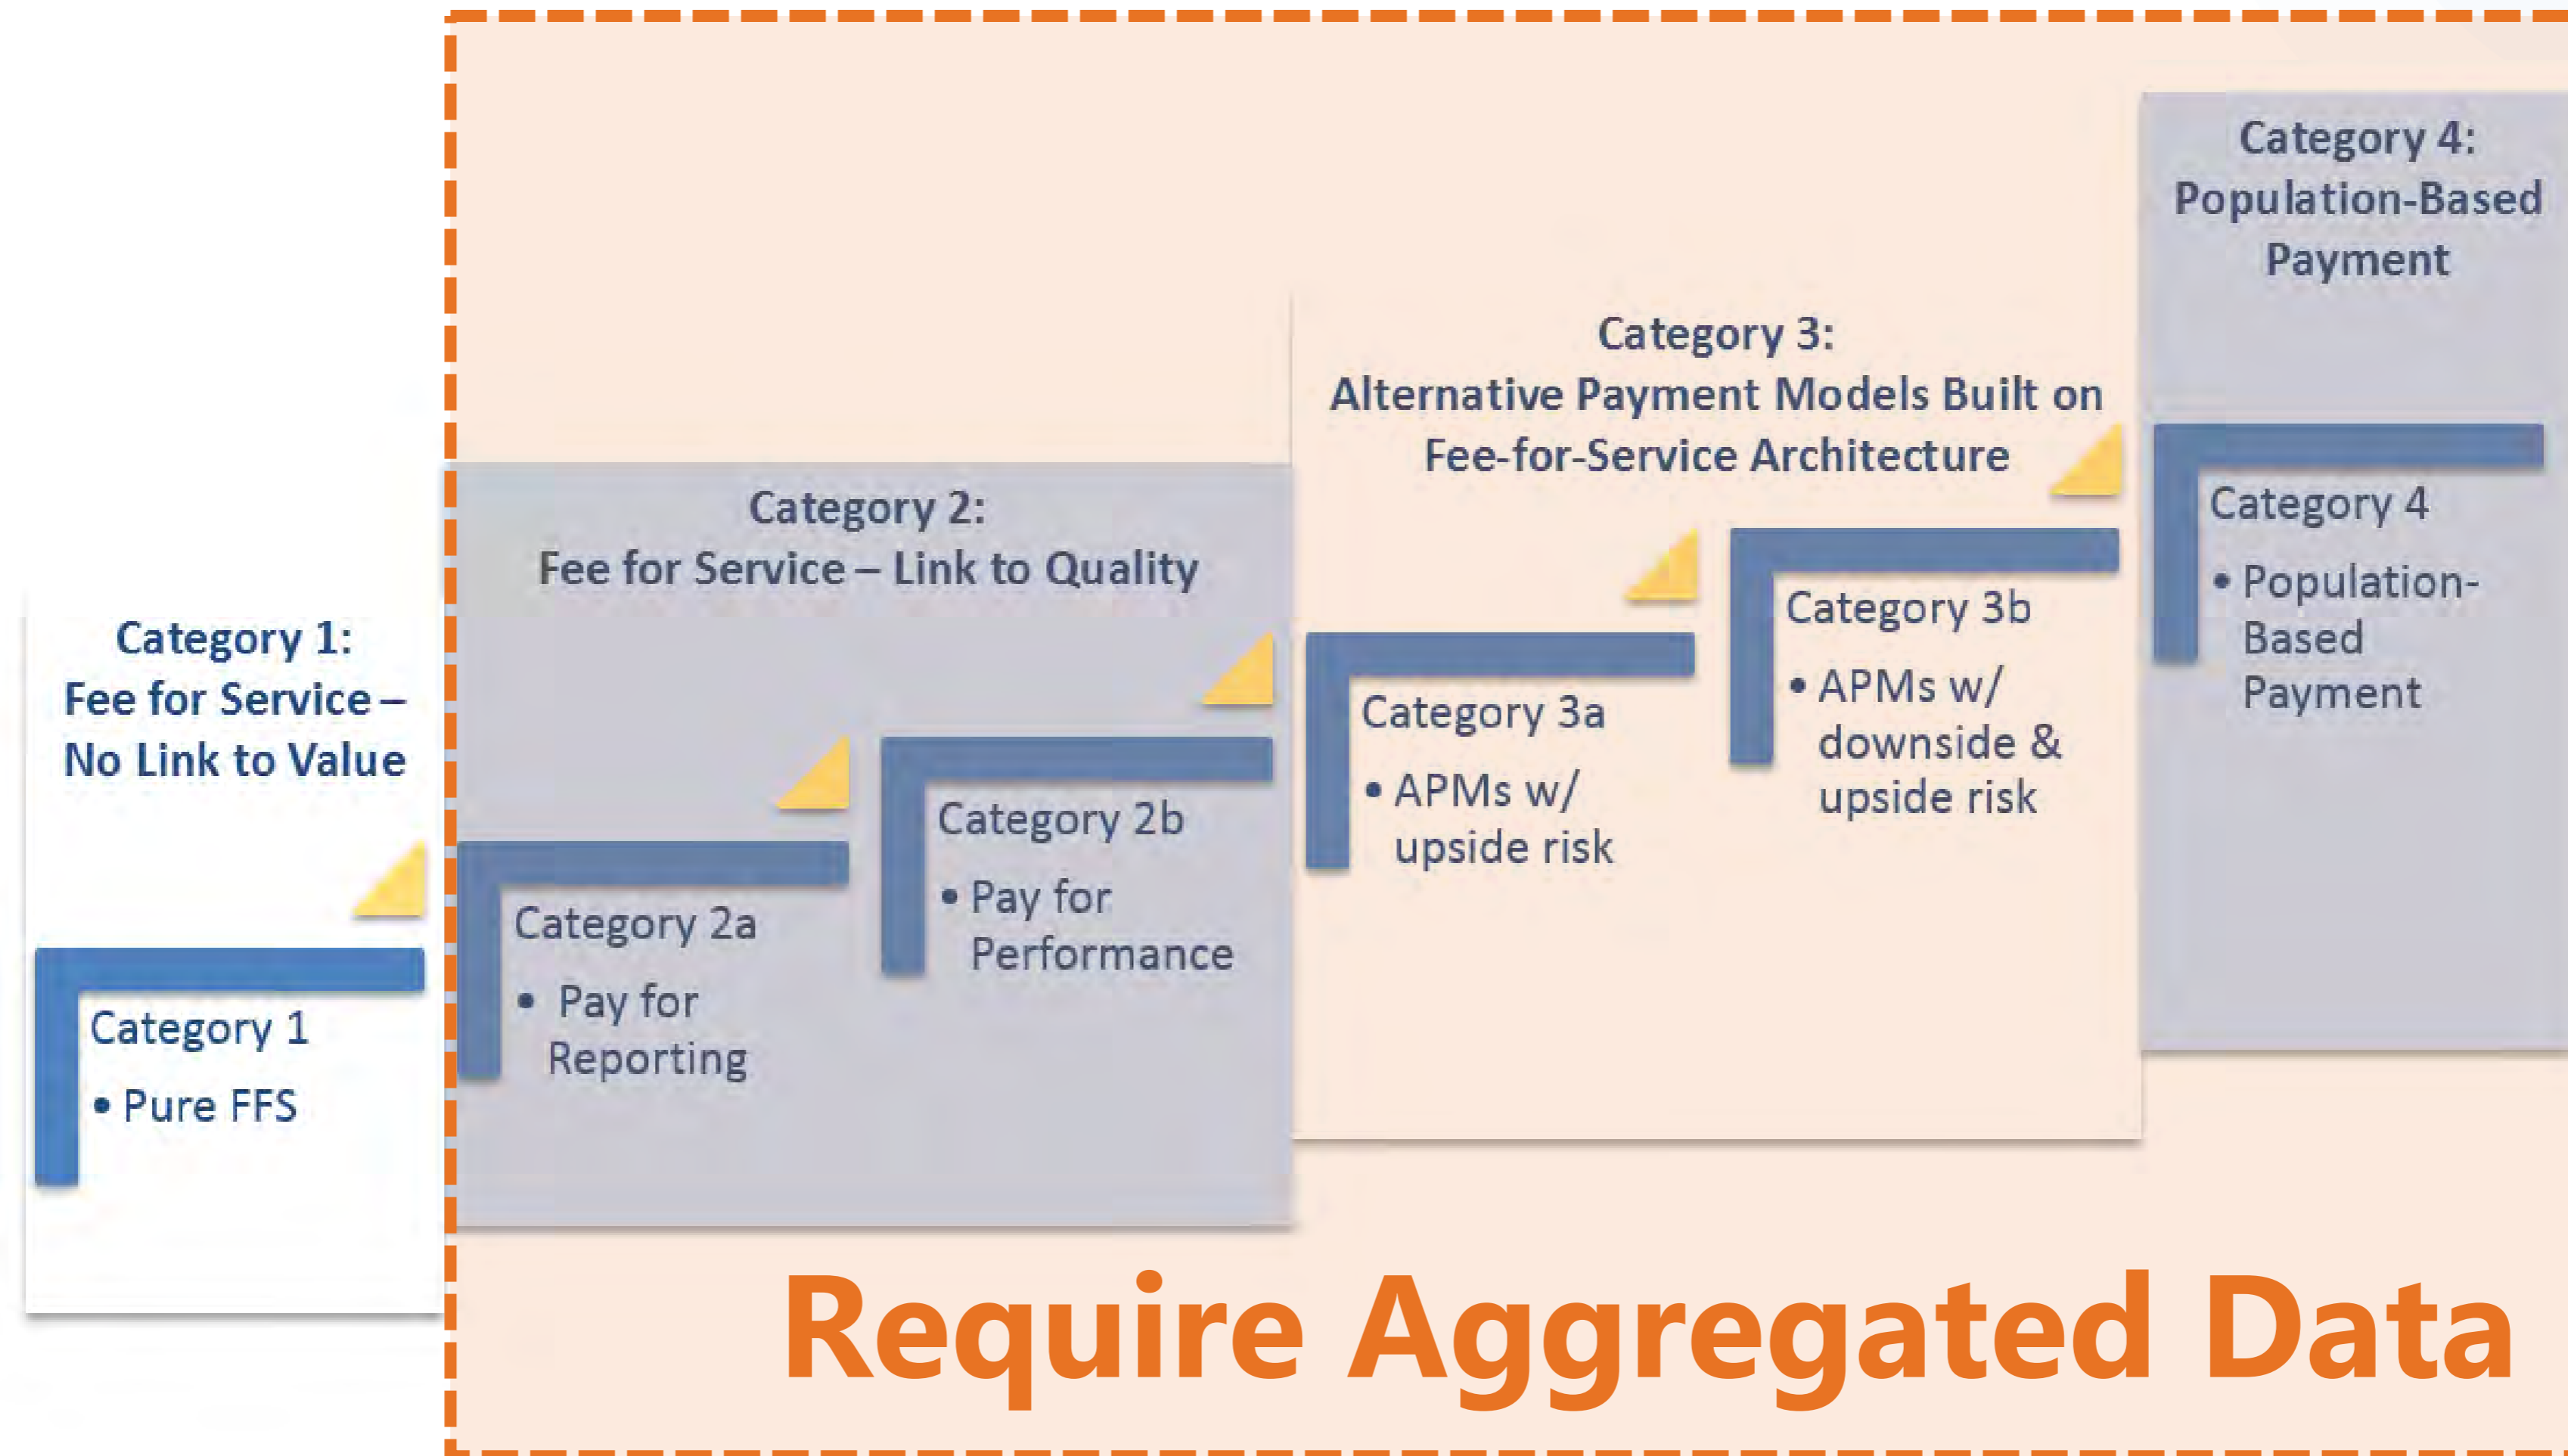 Category 1:
Fee for Service –
No Link to Value
Category 1
• Pure FFS
Category 2:
Fee for Service – Link to Quality
Category 2a
• Pay for
Reporting
Category 2b
• Pay for
Performance
Category 3:
Alternative Payment Models Built on
Fee-for-Service Architecture
Category 3a
• APMs w/
upside risk
Category 3b
• APMs w/
downside &
upside risk
Category 4:
Population-Based
Payment
Category 4
• Population-
Based
Payment
Require Aggregated Data